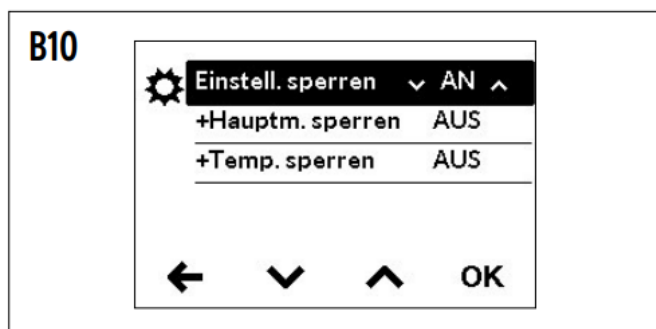 B10
Einstell. sperren AN
+Hauptm. sperren AUS
+Temp. sperren AUS
OK